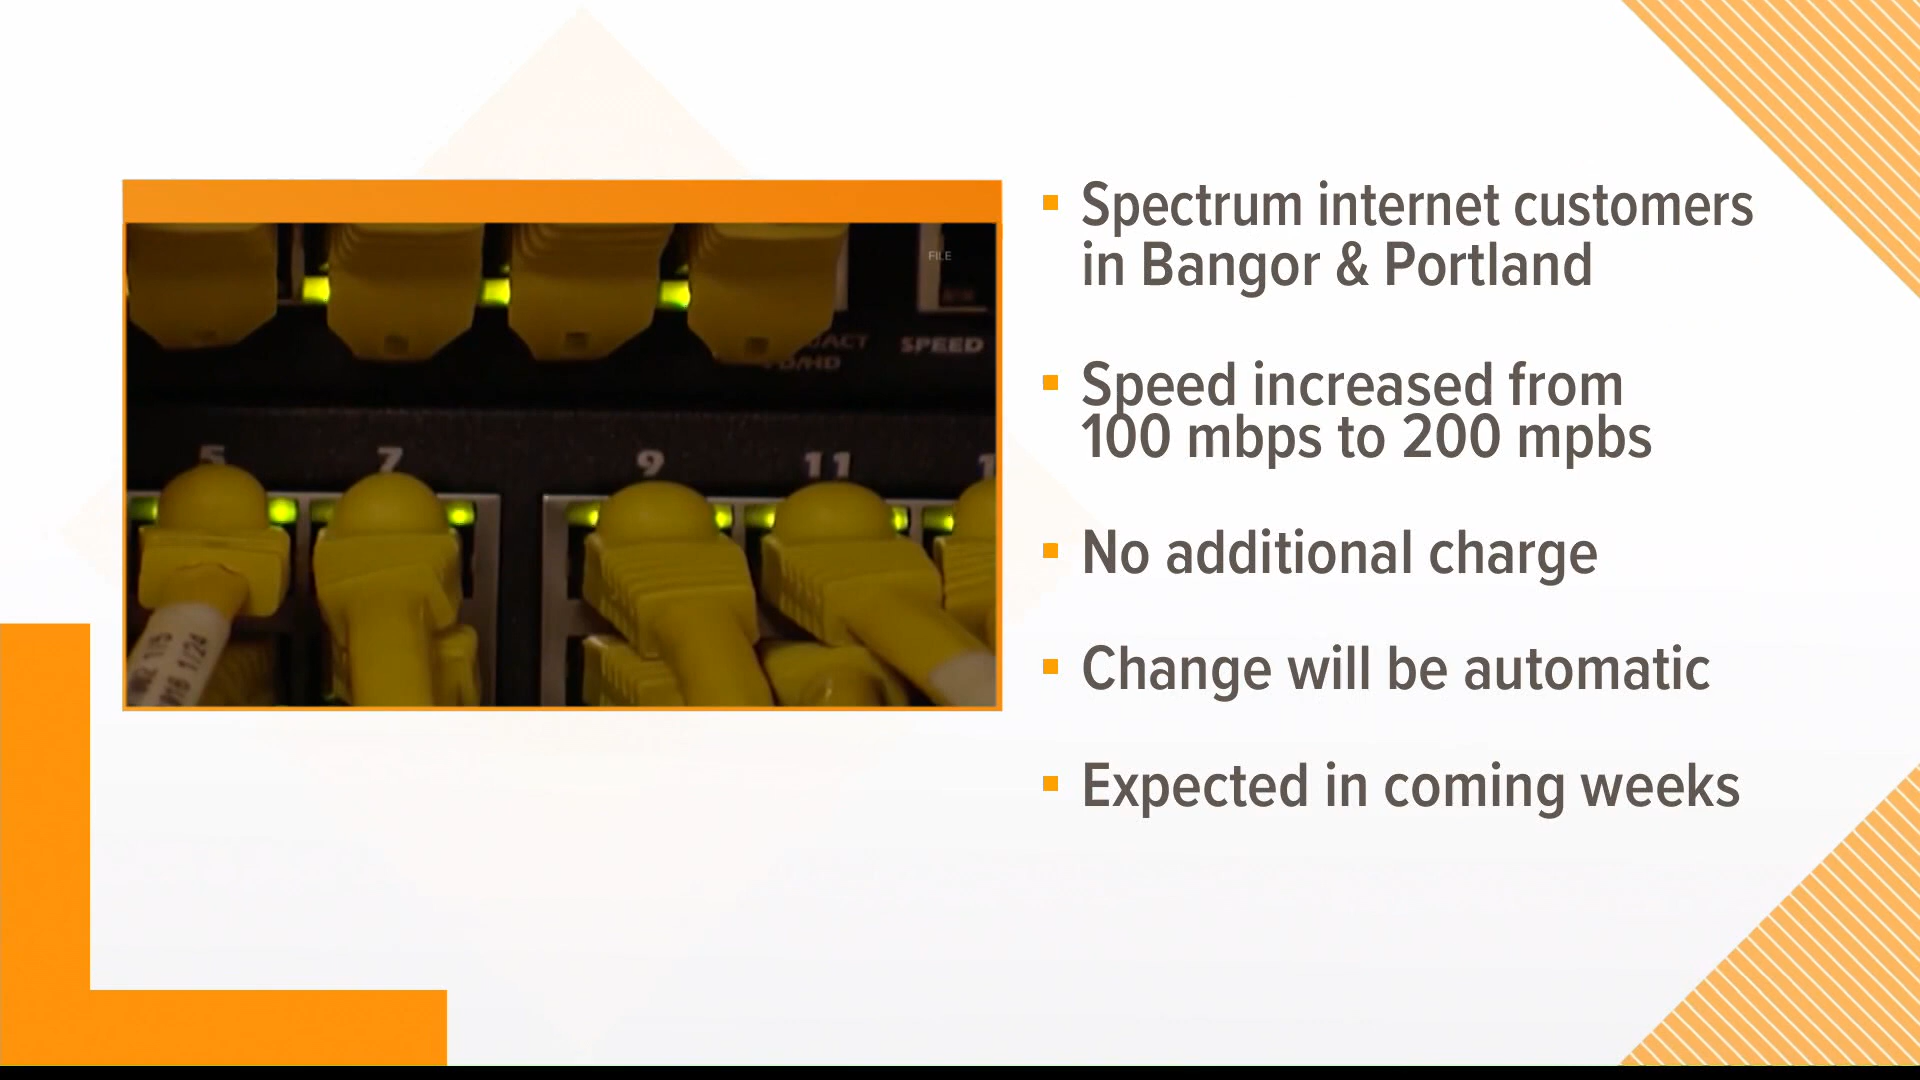 FILE
SPEED
5 7 9 11
Spectrum internet customers
in Bangor & Portland
Speed increased from
100 mbps to 200 mpbs
No additional charge
Change will be automatic
Expected in coming weeks